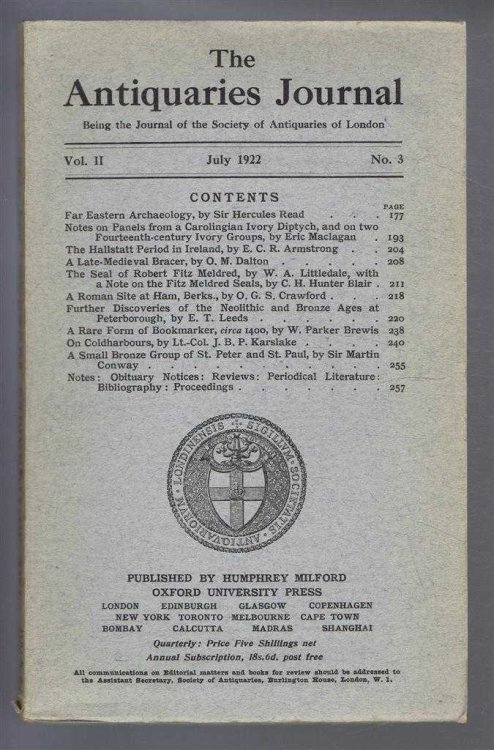 The
Antiquaries Journal
Being the Journal of the Society of Antiquaries of London
Vol. II July 1922 No. 3
CONTENTS
PAGE
Far Eastern Archaeology, by Sir Hercules Read . . . 177
Notes on Panels from a Carolingian Ivory Diptych, and on two
Fourteenth-century Ivory Groups, by Eric Maclagan . 193
The Hallstatt Period in Ireland, by E. C. R. Armstrong . . 204
A Late-Medieval Bracer, by O. M. Dalton . . . . . 208
The Seal of Robert Fitz Meldred, by W. A. Littledale, with
a Note on the Fitz Meldred Seals, by C. H. Hunter Blair . 211
A Roman Site at Ham, Berks., by O. G. S. Crawford . . . 218
Further Discoveries of the Neolithic and Bronze Ages at
Peterborough, by E. T. Leeds . . . . . . 220
A Rare Form of Bookmarker, circa 1400, by W. Parker Brewis 238
On Coldharbours, by Lt.-Col. J. B. P. Karslake . . . 240
A Small Bronze Group of St. Peter and St. Paul, by Sir Martin
Conway . . . . . . . . . . 255
Notes: Obituary Notices: Reviews: Periodical Literature:
Bibliography: Proceedings . . . . . . 257
SIGILLVM · SOCIETATIS · ANTIQVARIORVM · LONDINENSIS
PUBLISHED BY HUMPHREY MILFORD
OXFORD UNIVERSITY PRESS
LONDON EDINBURGH GLASGOW COPENHAGEN
NEW YORK TORONTO MELBOURNE CAPE TOWN
BOMBAY CALCUTTA MADRAS SHANGHAI
Quarterly: Price Five Shillings net
Annual Subscription, 18s. 6d. post free
All communications on Editorial matters and books for review should be addressed to
the Assistant Secretary, Society of Antiquaries, Burlington House, London, W. 1.